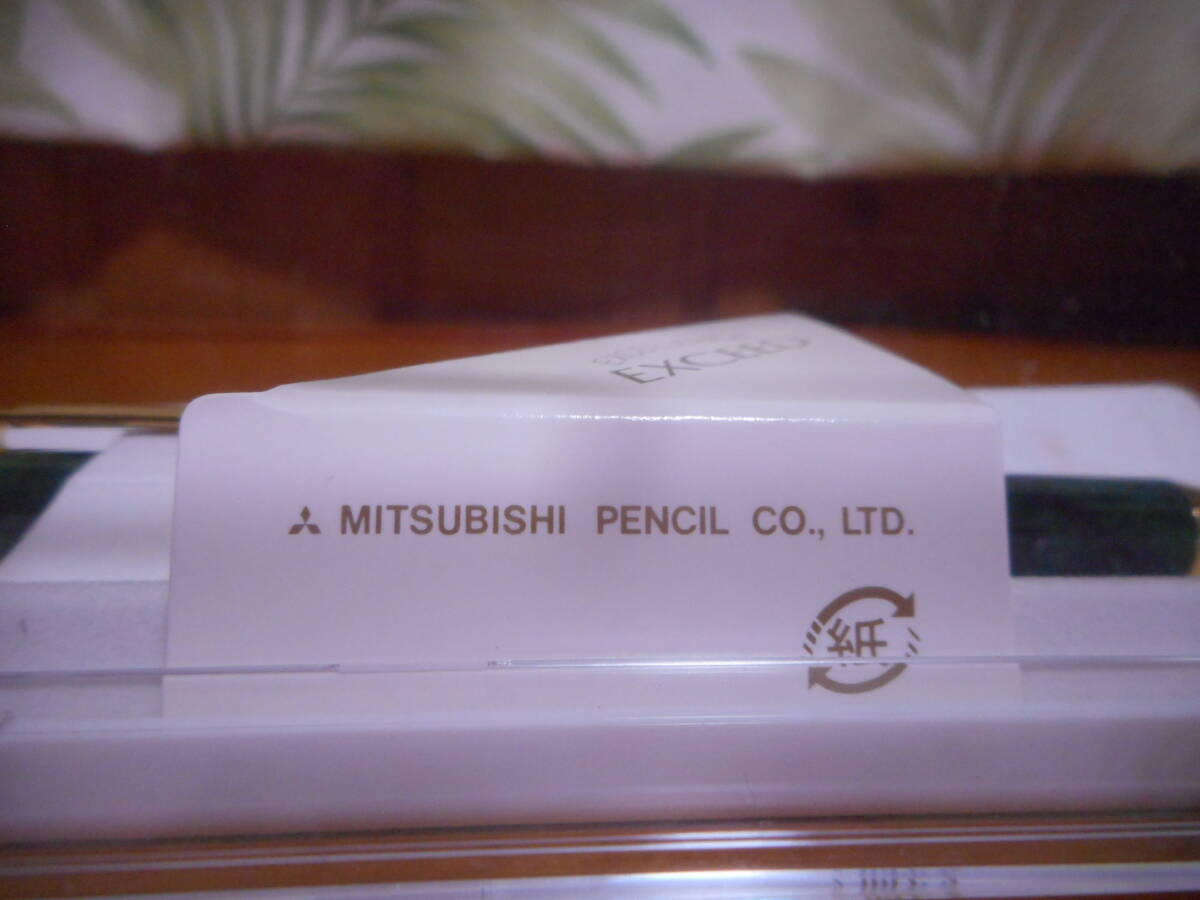 EXCEED
MITSUBISHI PENCIL CO., LTD.
紙